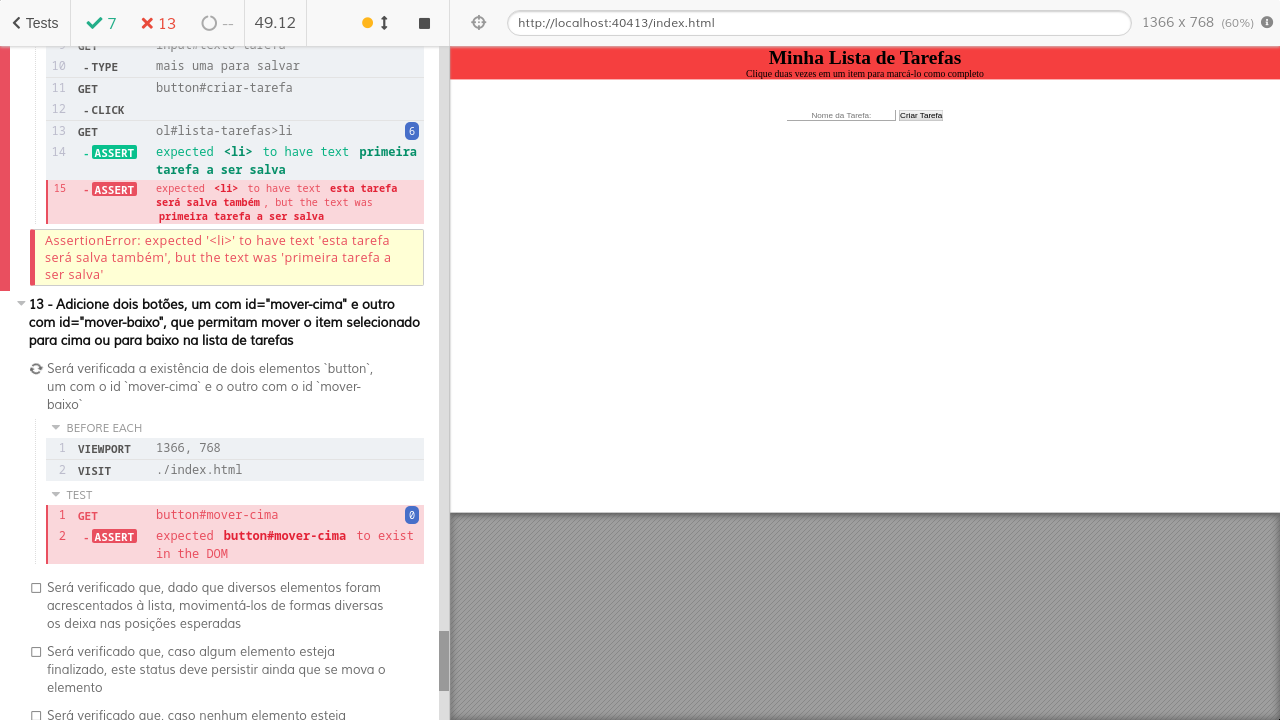 Tests
7
13
--
49.12
http://localhost:40413/index.html
1366 x 768 (60%)
9 GET input#texto-tarefa
10 - TYPE mais uma para salvar
11 GET button#criar-tarefa
12 - CLICK
13 GET ol#lista-tarefas>li 6
14 - ASSERT expected <li> to have text primeira
tarefa a ser salva
15 - ASSERT expected <li> to have text esta tarefa
será salva também , but the text was
primeira tarefa a ser salva
AssertionError: expected '<li>' to have text 'esta tarefa
será salva também', but the text was 'primeira tarefa a
ser salva'
13 - Adicione dois botões, um com id="mover-cima" e outro
com id="mover-baixo", que permitam mover o item selecionado
para cima ou para baixo na lista de tarefas
Será verificada a existência de dois elementos `button`,
um com o id `mover-cima` e o outro com o id `mover-
baixo`
BEFORE EACH
1 VIEWPORT 1366, 768
2 VISIT ./index.html
TEST
1 GET button#mover-cima 0
2 - ASSERT expected button#mover-cima to exist
in the DOM
Será verificado que, dado que diversos elementos foram
acrescentados à lista, movimentá-los de formas diversas
os deixa nas posições esperadas
Será verificado que, caso algum elemento esteja
finalizado, este status deve persistir ainda que se mova o
elemento
Será verificado que, caso nenhum elemento esteja
Minha Lista de Tarefas
Clique duas vezes em um item para marcá-lo como completo
Nome da Tarefa:
Criar Tarefa